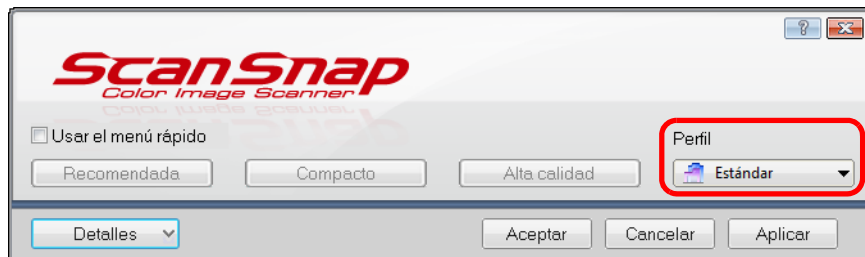 ?
ScanSnap
Color Image Scanner
Usar el menú rápido
Perfil
Recomendada
Compacto
Alta calidad
Estándar
Detalles
Aceptar
Cancelar
Aplicar